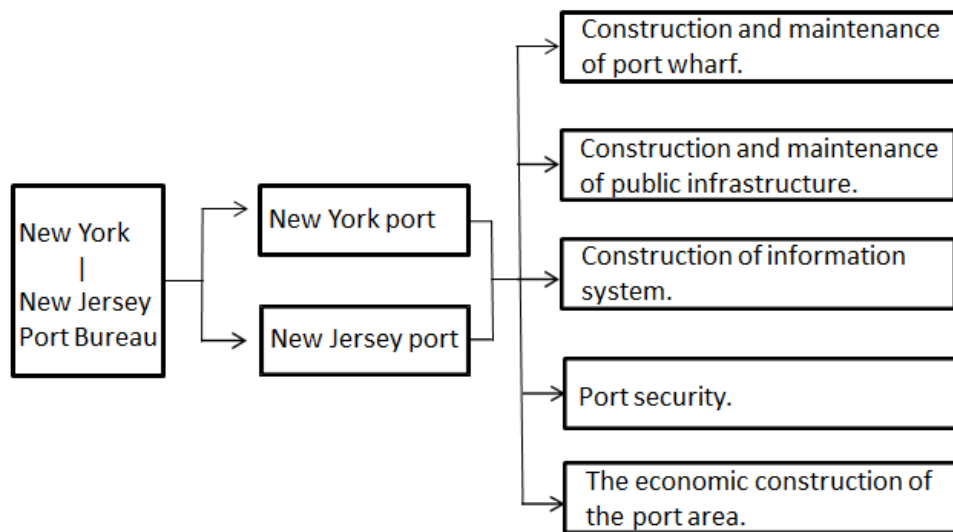 New York
|
New Jersey
Port Bureau
New York port
New Jersey port
Construction and maintenance
of port wharf.
Construction and maintenance
of public infrastructure.
Construction of information
system.
Port security.
The economic construction of
the port area.